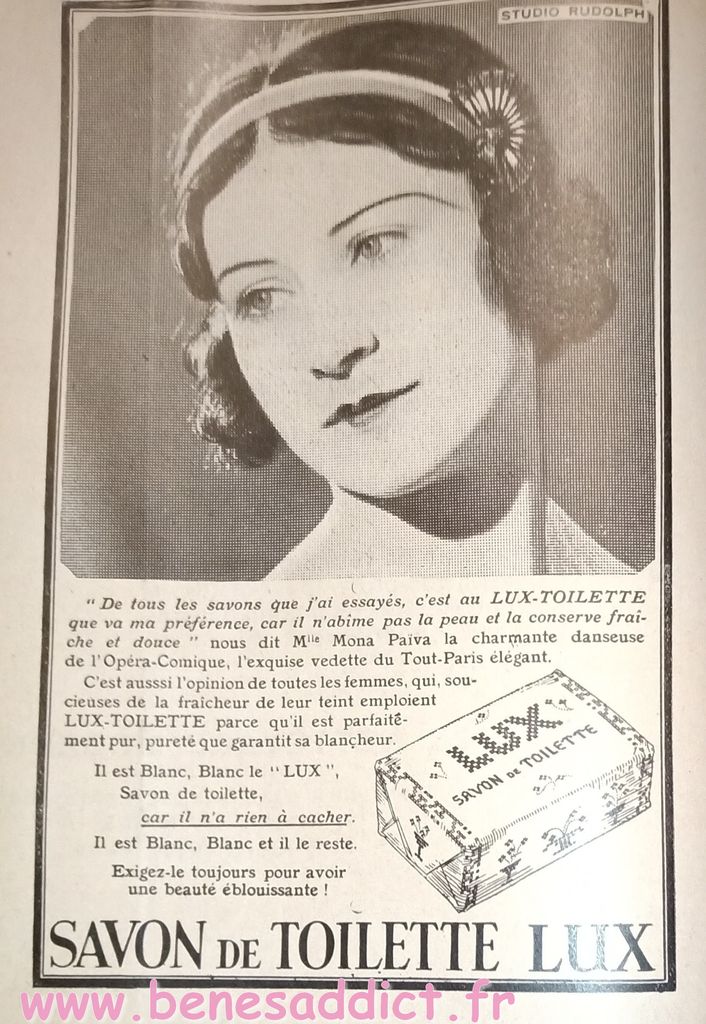 STUDIO RUDOLPH
" De tous les savons que j'ai essayés, c'est au LUX-TOILETTE
que va ma préférence, car il n'abime pas la peau et la conserve fraî-
che et douce " nous dit Mlle Mona Païva la charmante danseuse
de l'Opéra-Comique, l'exquise vedette du Tout-Paris élégant.
C'est ausssi l'opinion de toutes les femmes, qui, sou-
cieuses de la fraîcheur de leur teint emploient
LUX-TOILETTE parce qu'il est parfaitê-
ment pur, pureté que garantit sa blancheur.
Il est Blanc, Blanc le " LUX ",
Savon de toilette,
car il n'a rien à cacher.
Il est Blanc, Blanc et il le reste.
Exigez-le toujours pour avoir
une beauté éblouissante !
LUX
SAVON DE TOILETTE
SAVON DE TOILETTE LUX
www.benesaddict.fr